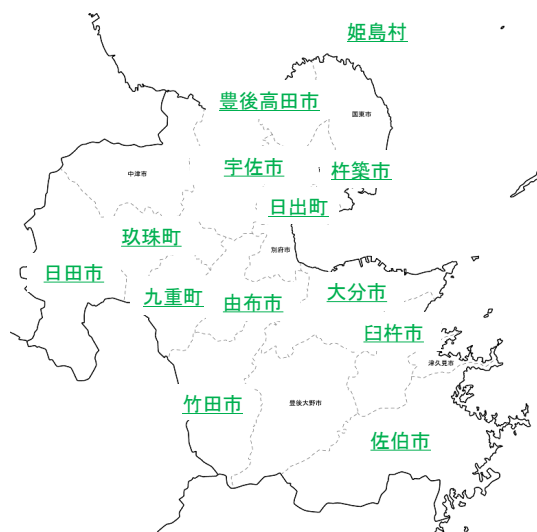 姫島村
豊後高田市
国東市
宇佐市
杵築市
中津市
日出町
玖珠町
別府市
日田市
九重町
由布市
大分市
臼杵市
津久見市
竹田市
豊後大野市
佐伯市